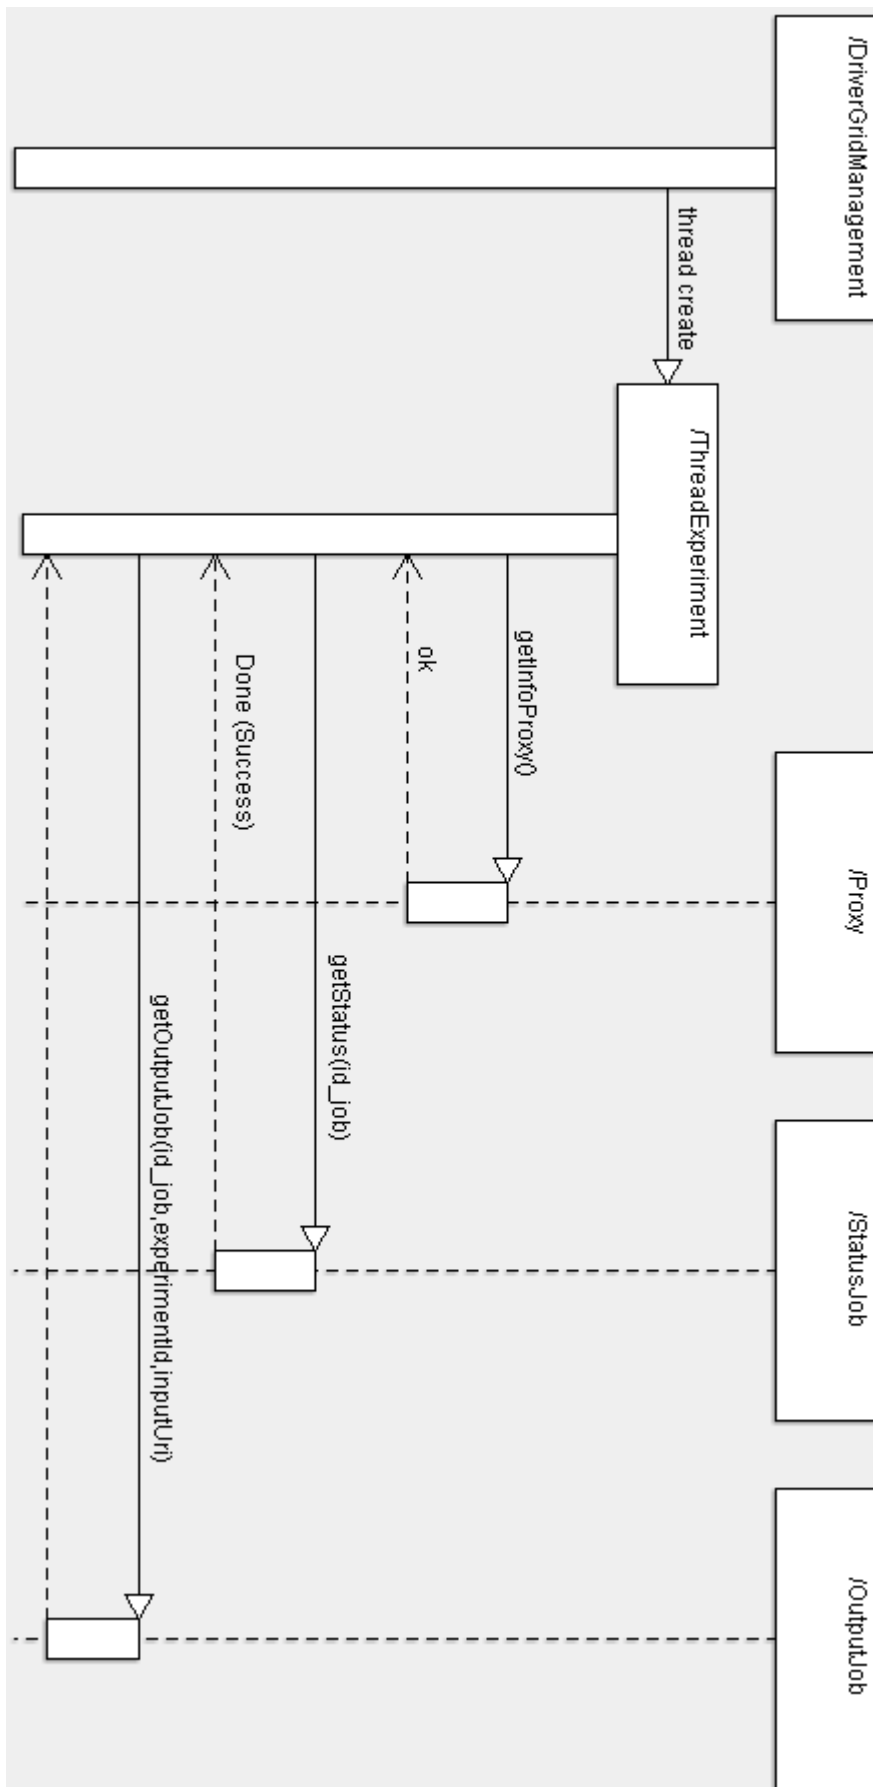 /DriverGridManagement
/ThreadExperiment
/Proxy
/StatusJob
/OutputJob
thread create
getInfoProxy()
ok
getStatus(id_job)
Done (Success)
getOutputJob(id_job,experimentId,inputUri)